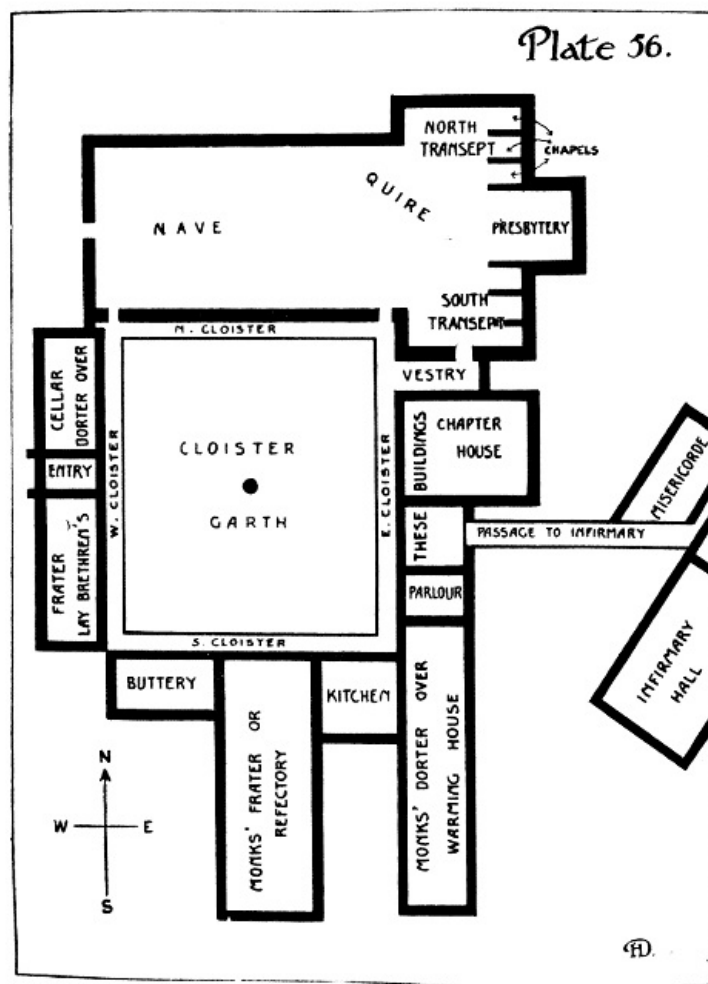 Plate 56.
NORTH
TRANSEPT
CHAPELS
QUIRE
NAVE
PRESBYTERY
SOUTH
TRANSEPT
N. CLOISTER
VESTRY
CELLAR
DORTER OVER
CLOISTER
GARTH
W. CLOISTER
E. CLOISTER
BUILDINGS
CHAPTER
HOUSE
MISERICORDE
ENTRY
THESE
PASSAGE TO INFIRMARY
FRATER
LAY BRETHREN'S
PARLOUR
S. CLOISTER
INFIRMARY
HALL
BUTTERY
KITCHEN
MONKS' FRATER OR
REFECTORY
MONKS' DORTER OVER
WARMING HOUSE
N
W E
S
HD.